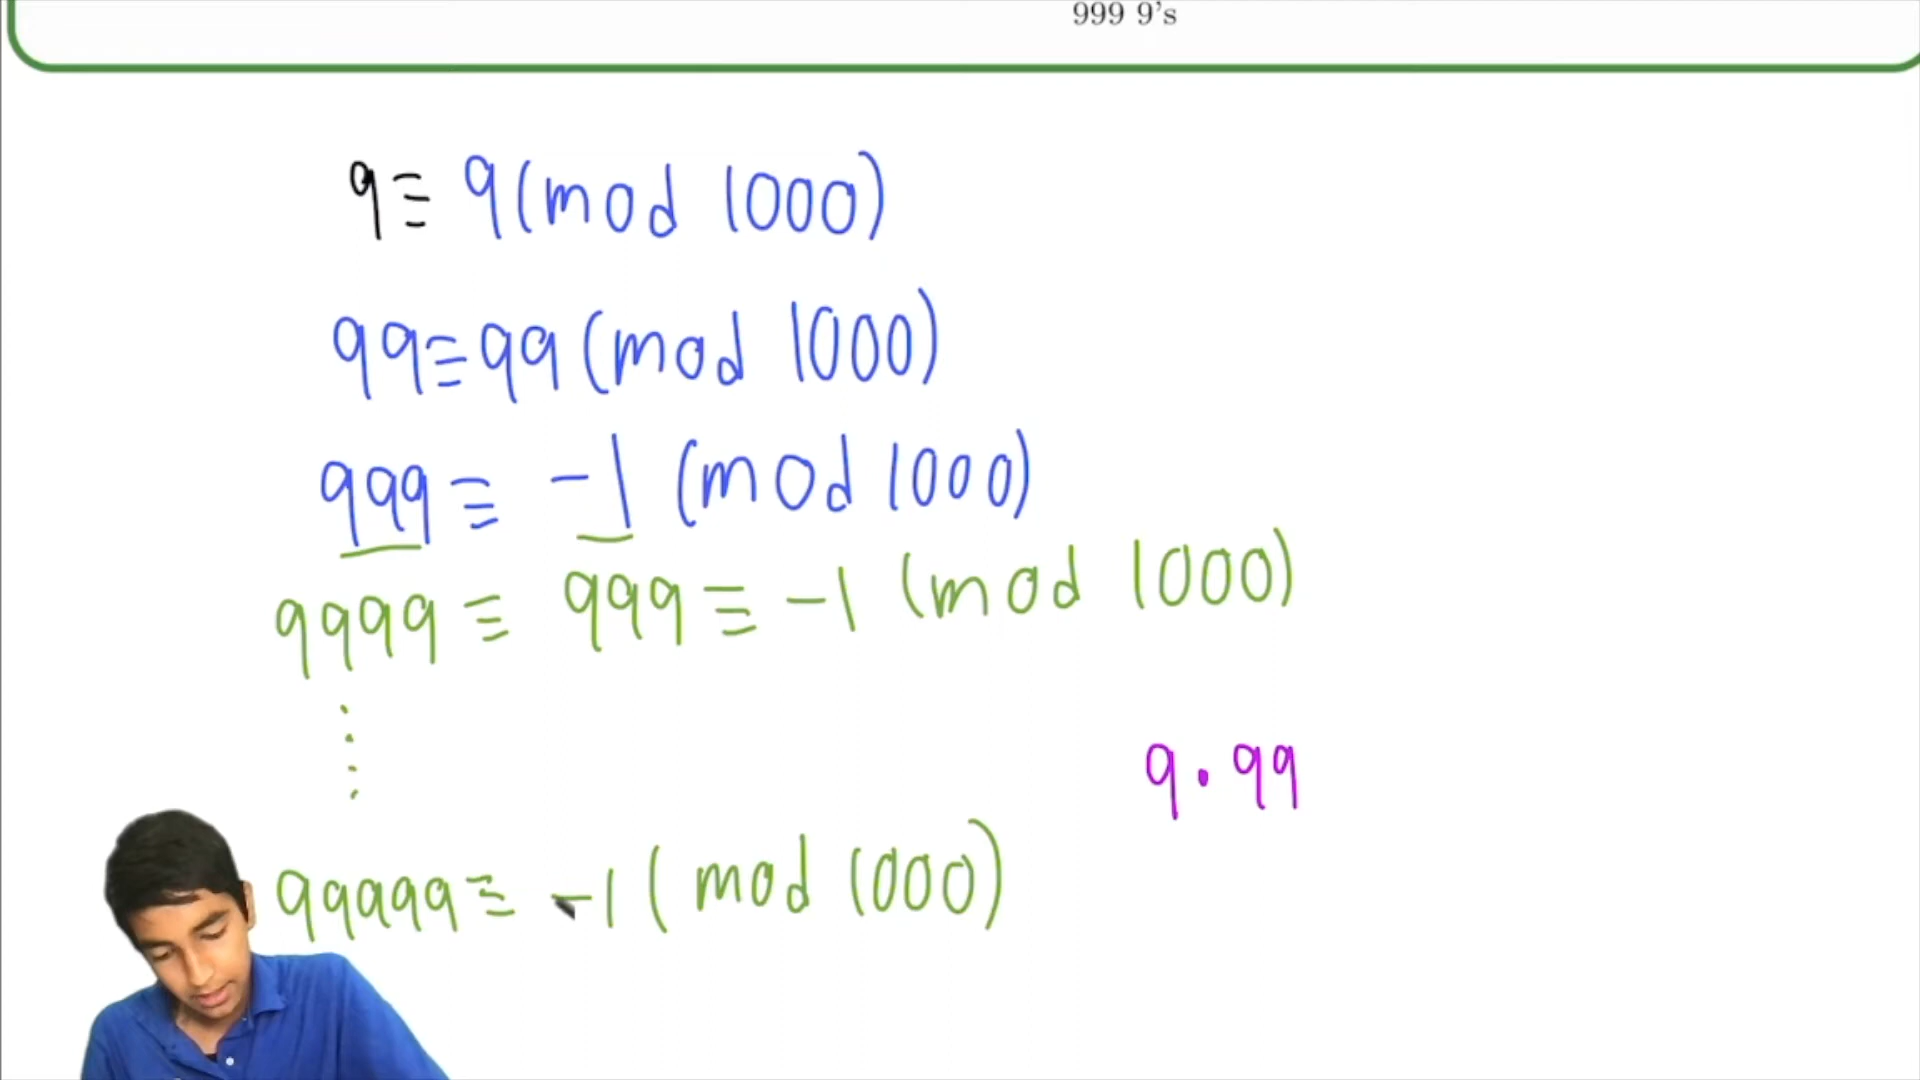 999 9's
9 ≡ 9 (mod 1000)
99 ≡ 99 (mod 1000)
999 ≡ -1 (mod 1000)
9999 ≡ 999 ≡ -1 (mod 1000)
9 · 99
99999 ≡ -1 (mod 1000)